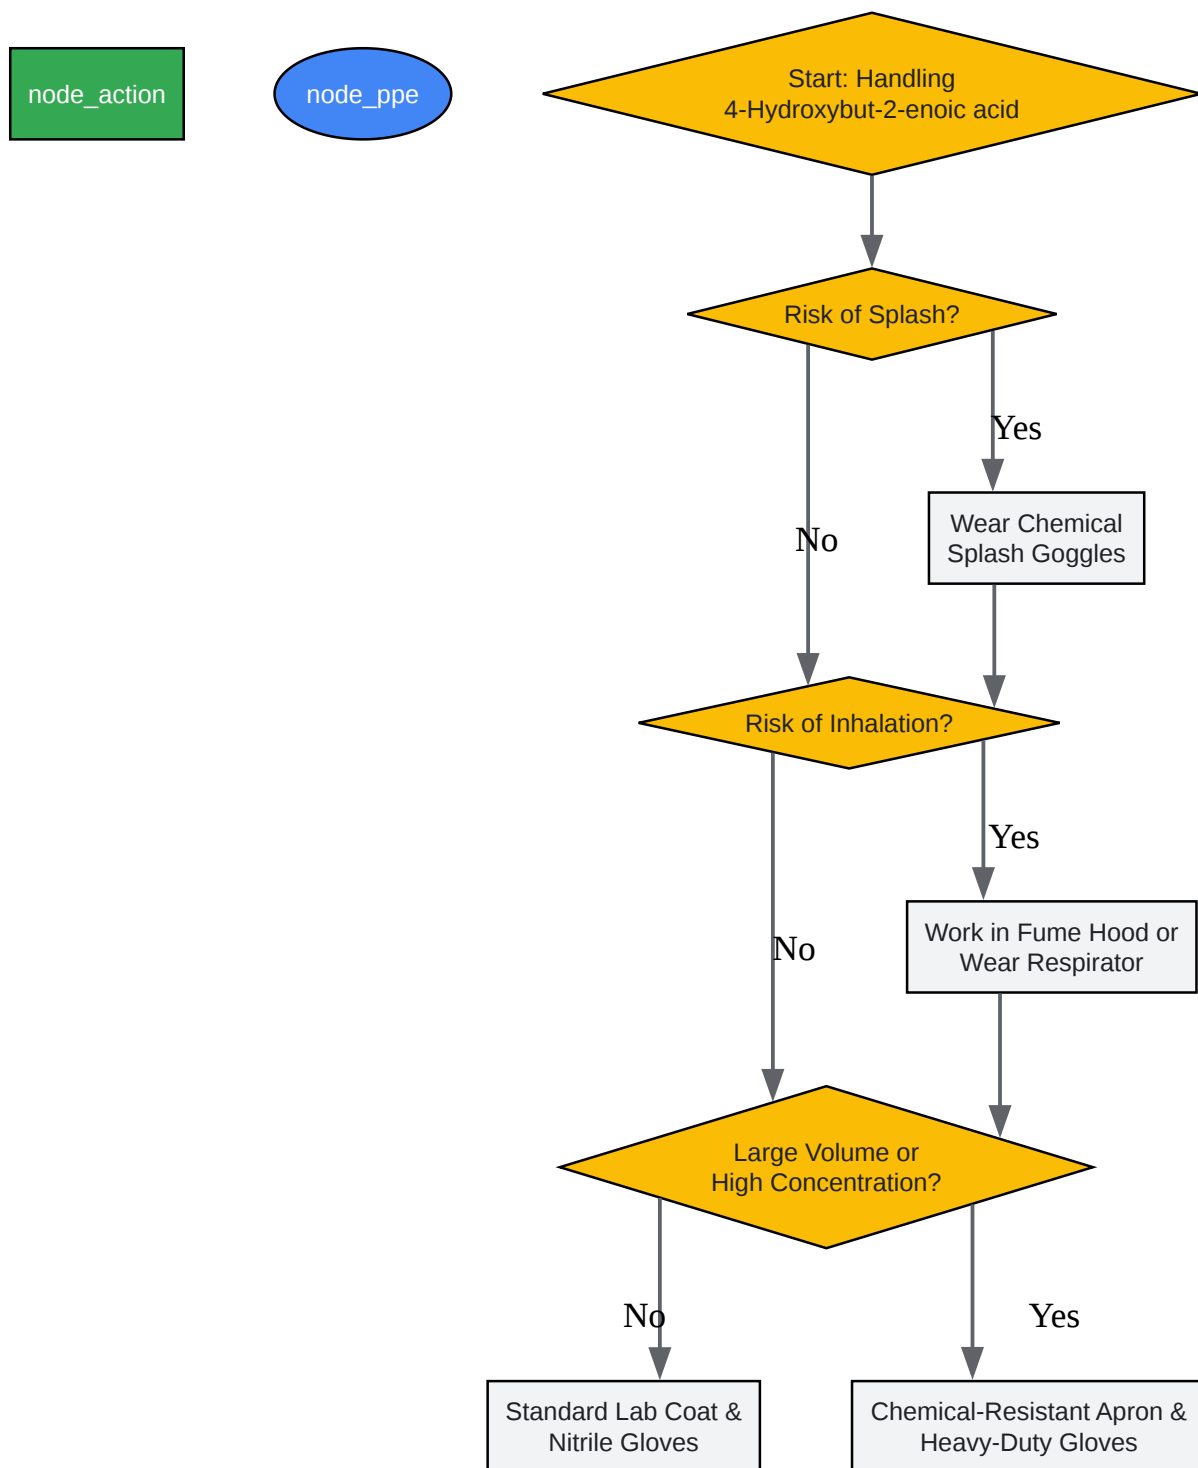 node_action
node_ppe
Start: Handling
4-Hydroxybut-2-enoic acid
Risk of Splash?
Yes
No
Wear Chemical
Splash Goggles
Risk of Inhalation?
Yes
No
Work in Fume Hood or
Wear Respirator
Large Volume or
High Concentration?
No
Yes
Standard Lab Coat &
Nitrile Gloves
Chemical-Resistant Apron &
Heavy-Duty Gloves